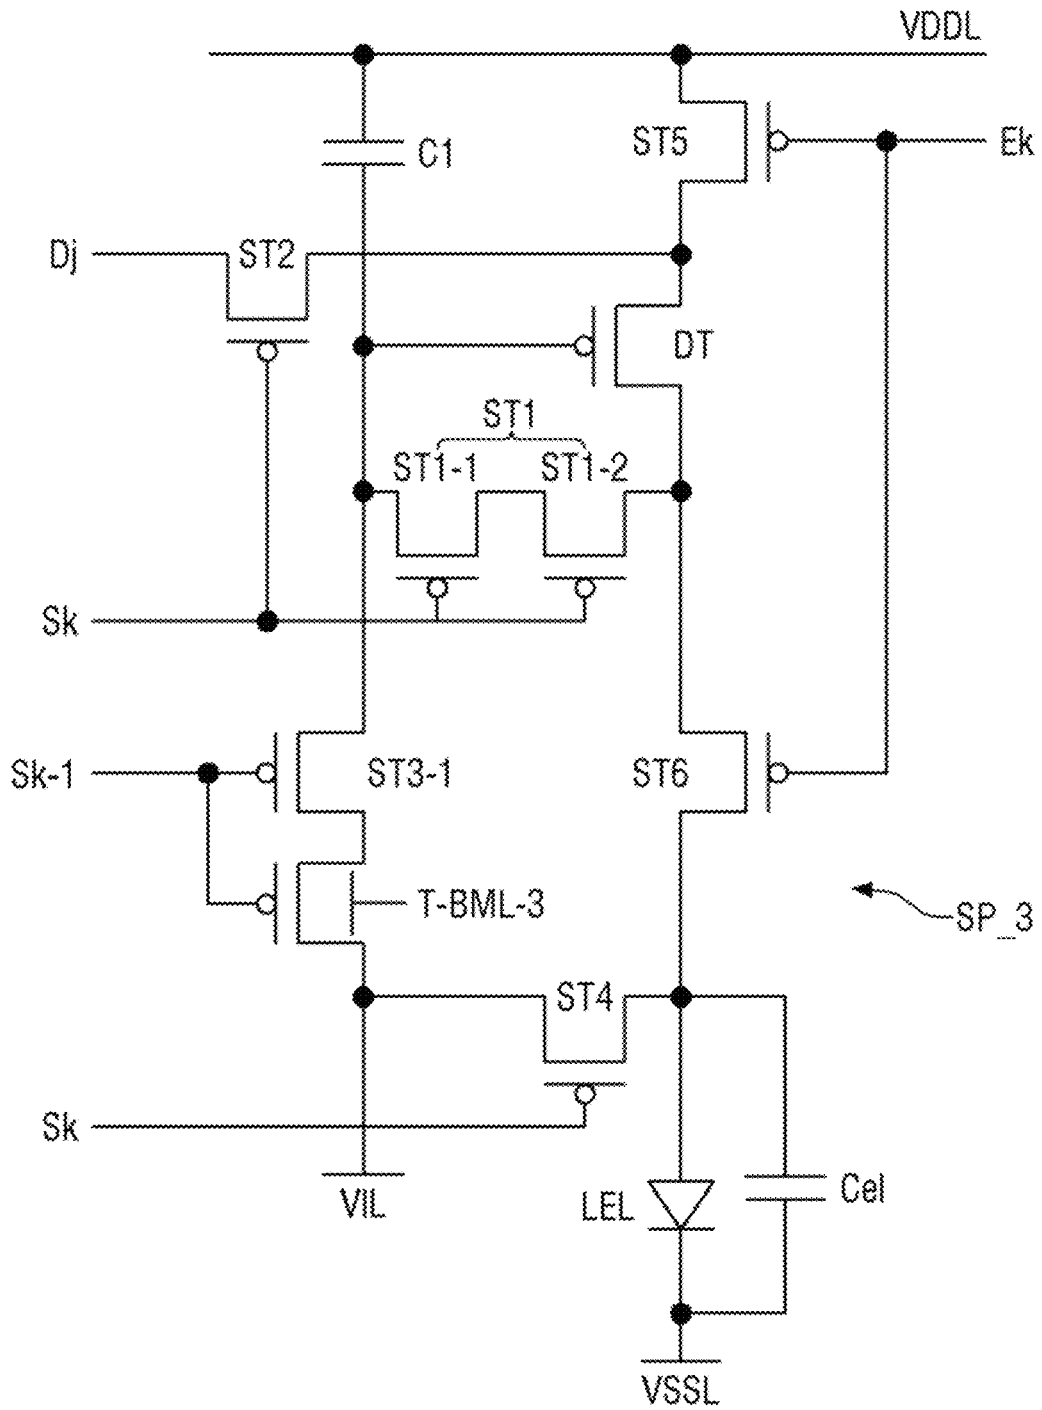 VDDL
C1
ST5
Ek
Dj
ST2
DT
ST1
ST1-1
ST1-2
Sk
Sk-1
ST3-1
ST6
T-BML-3
SP_3
ST4
Sk
VIL
LEL
Cel
VSSL